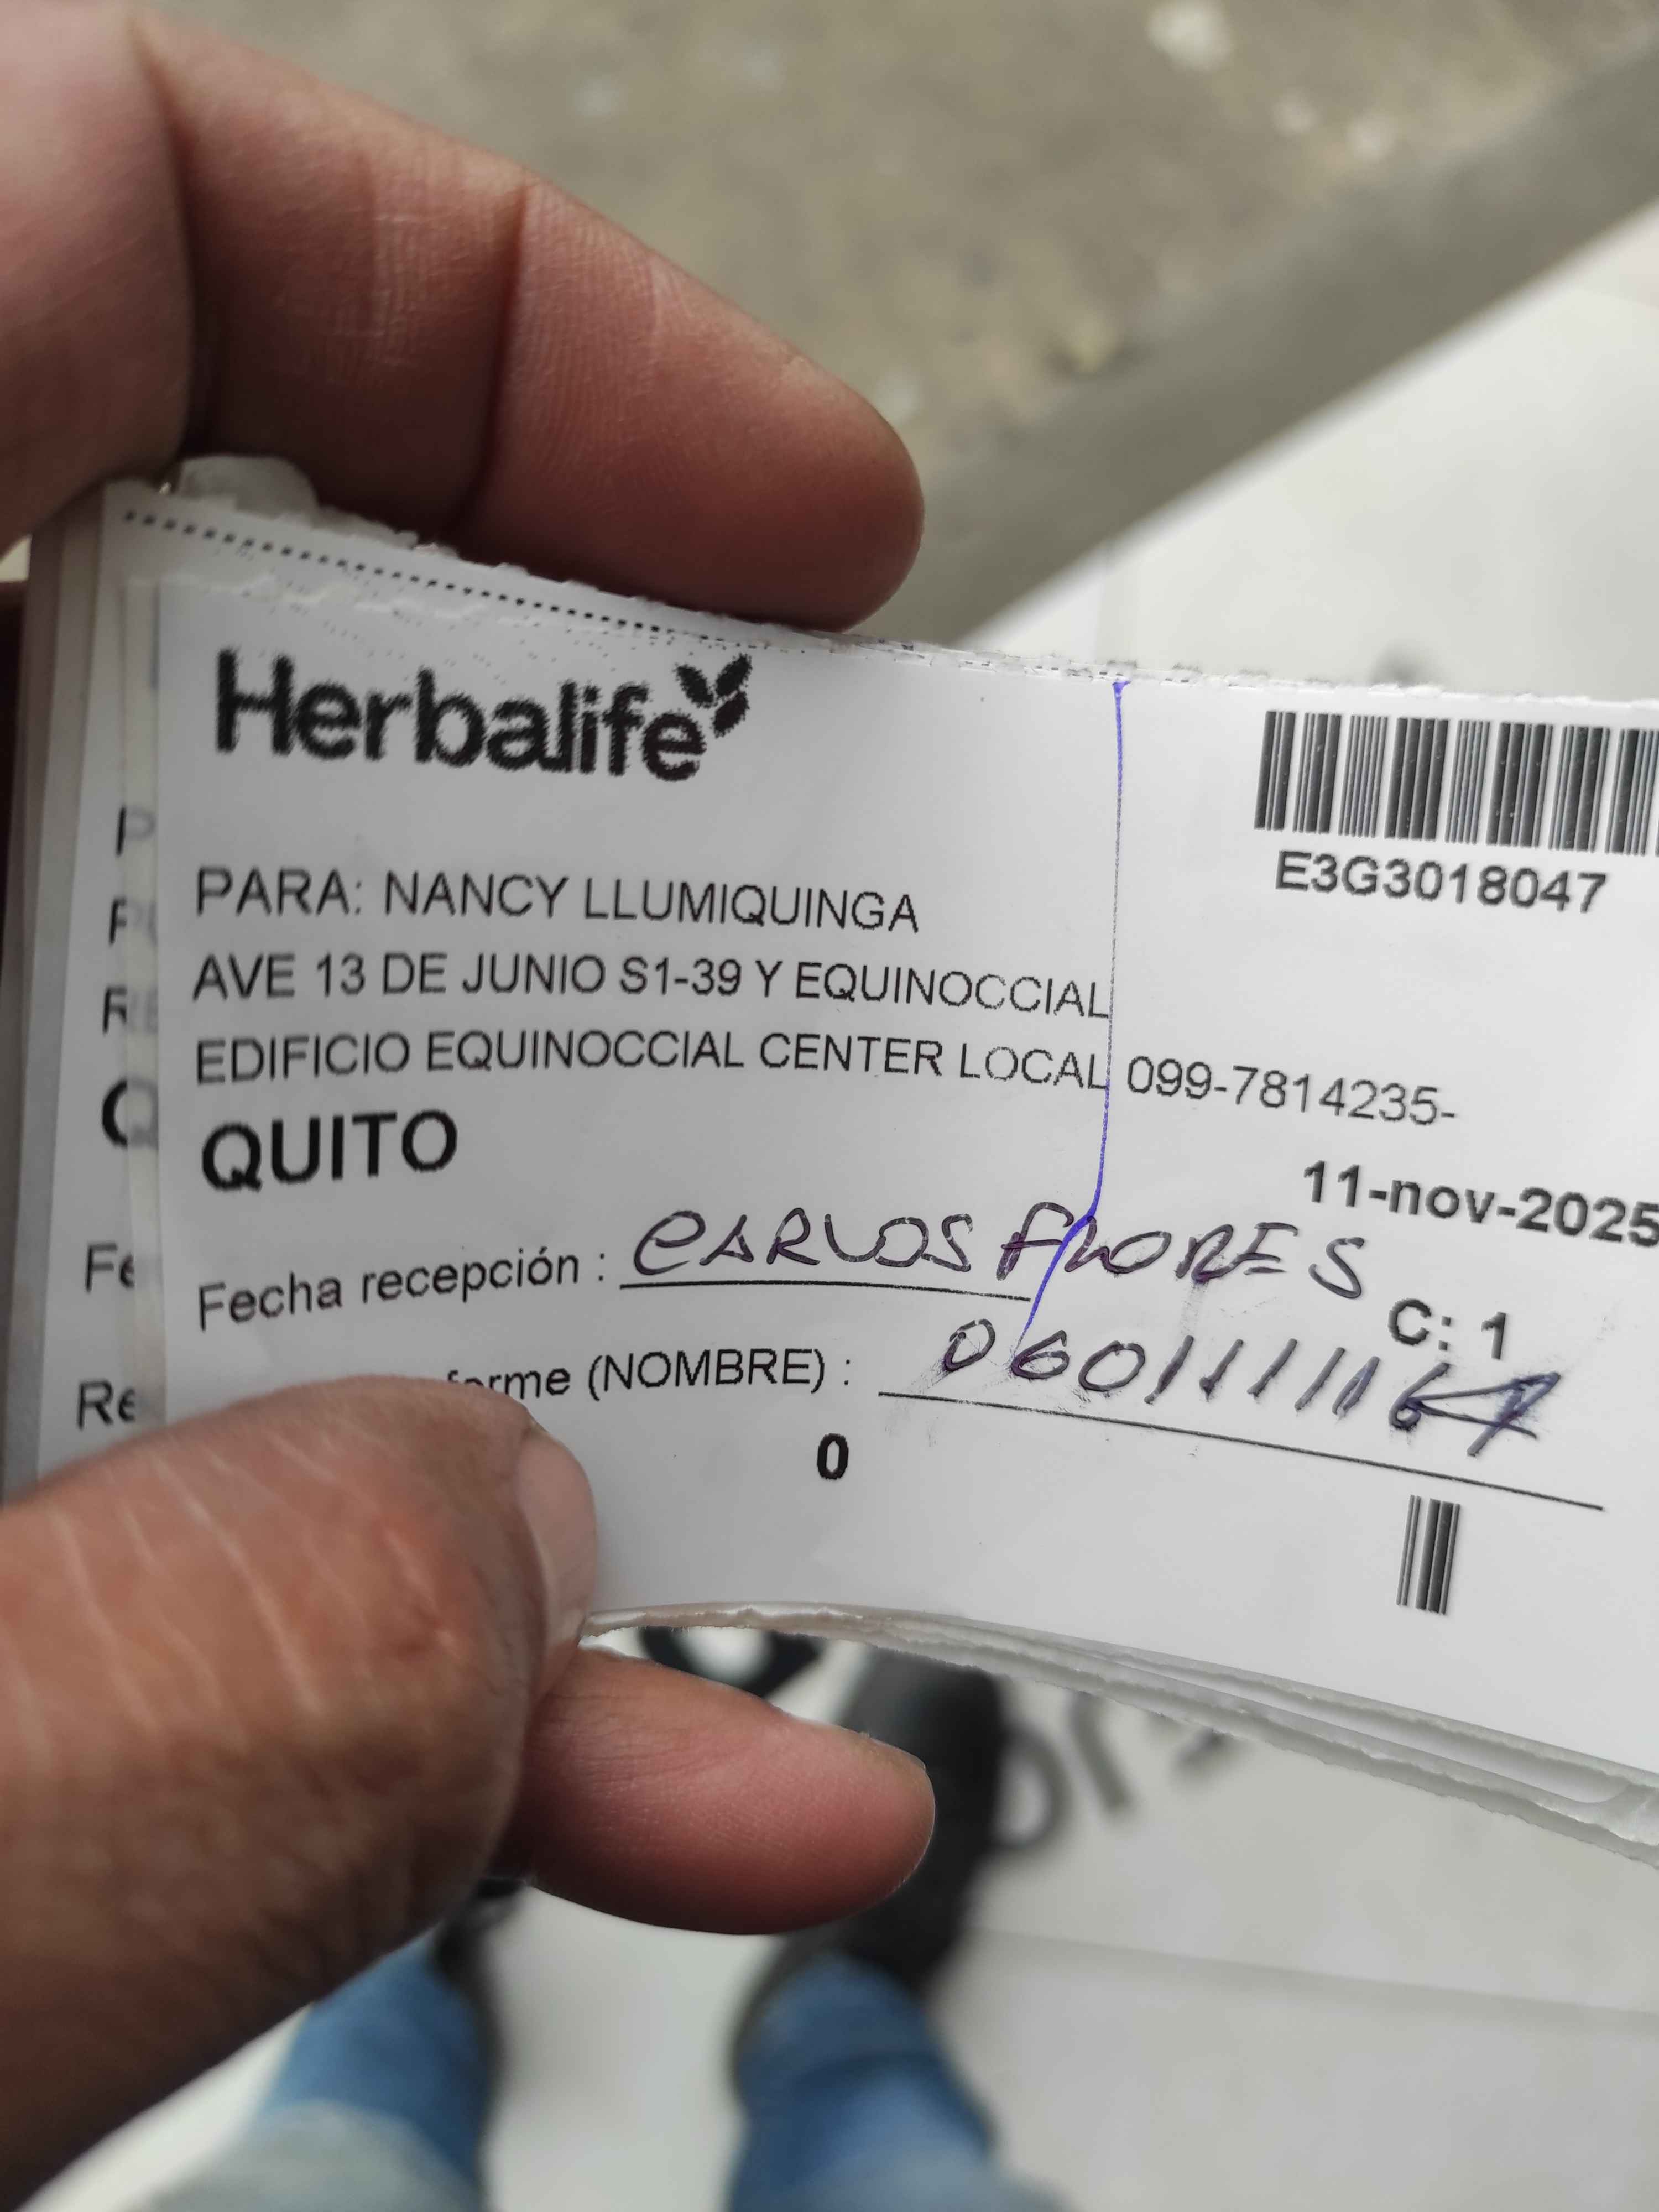 Herbalife
E3G3018047
PARA: NANCY LLUMIQUINGA
AVE 13 DE JUNIO S1-39 Y EQUINOCCIAL
EDIFICIO EQUINOCCIAL CENTER LOCAL 099-7814235-
QUITO
11-nov-2025
Fecha recepción : CARLOS FLORES
C: 1
(NOMBRE) :
0